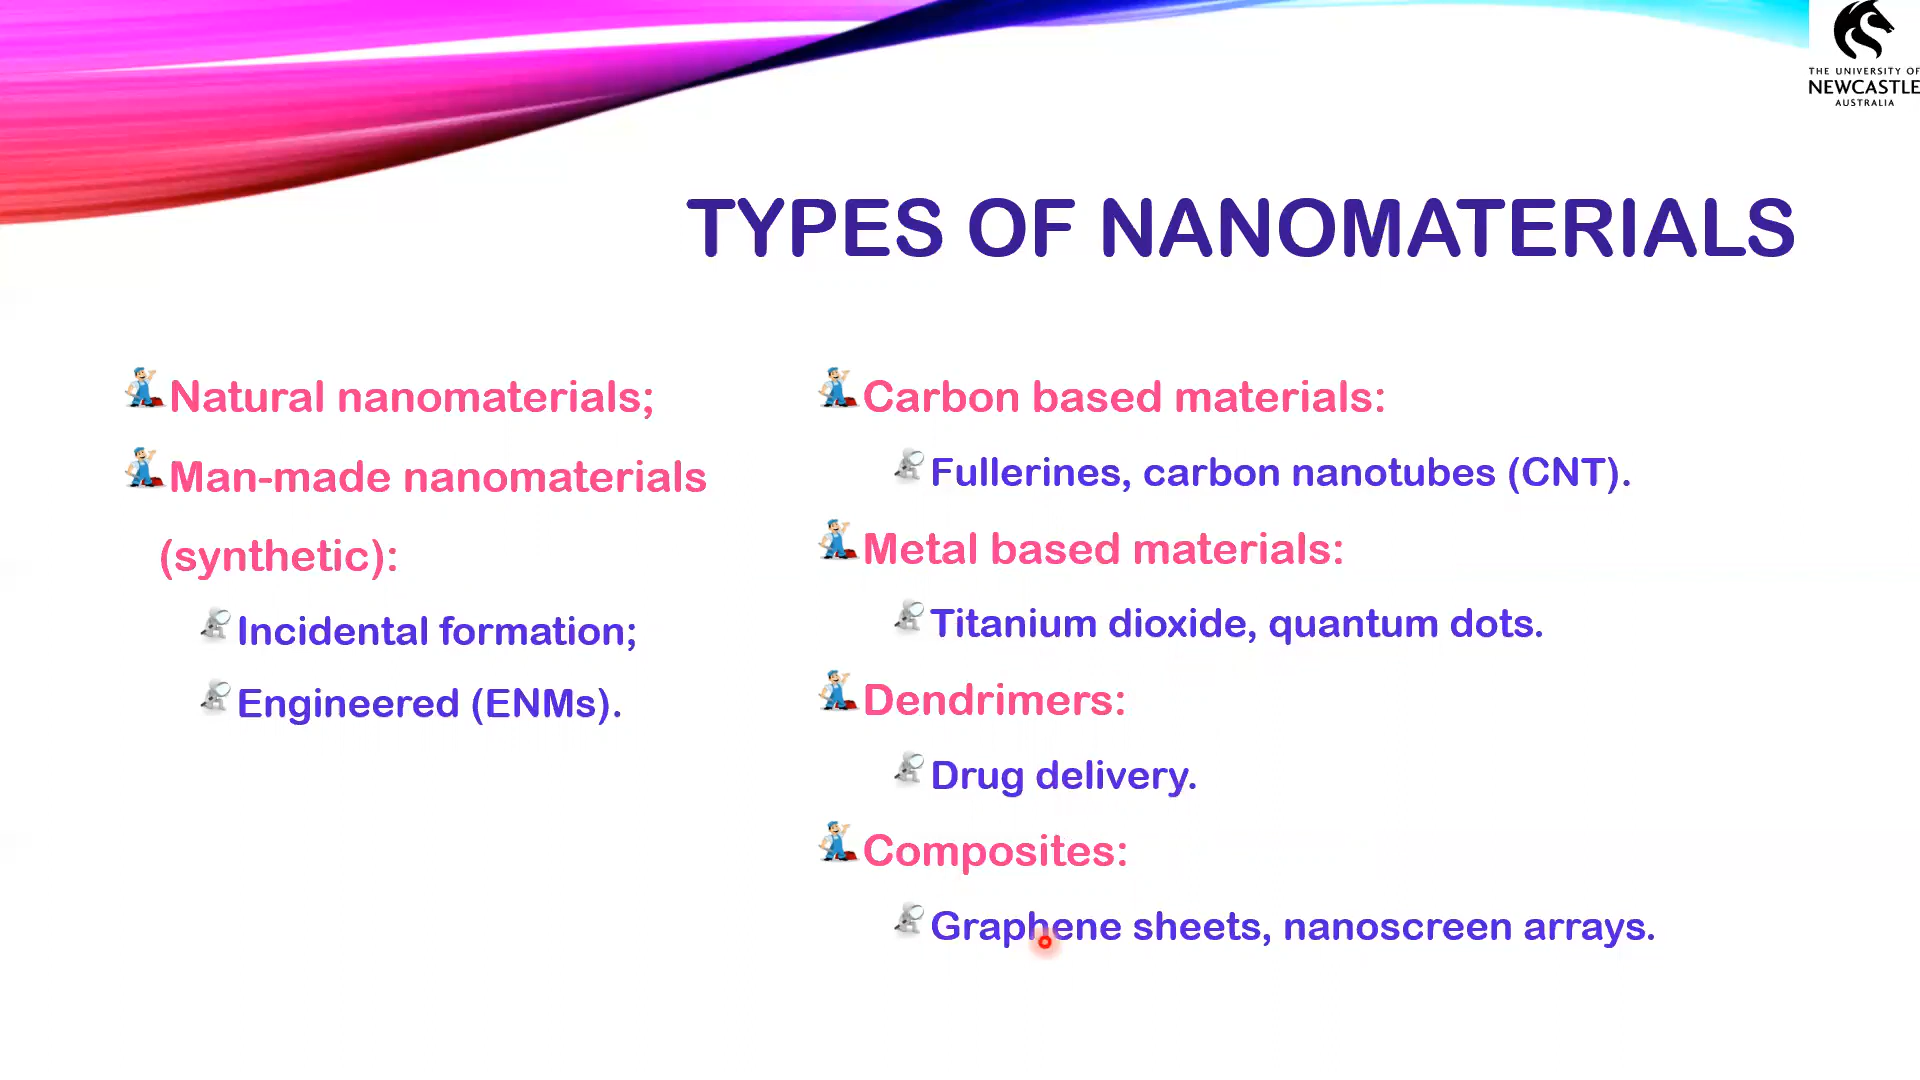 THE UNIVERSITY OF
NEWCASTLE
AUSTRALIA
TYPES OF NANOMATERIALS
Natural nanomaterials;
Man-made nanomaterials
(synthetic):
Incidental formation;
Engineered (ENMs).
Carbon based materials:
Fullerines, carbon nanotubes (CNT).
Metal based materials:
Titanium dioxide, quantum dots.
Dendrimers:
Drug delivery.
Composites:
Graphene sheets, nanoscreen arrays.